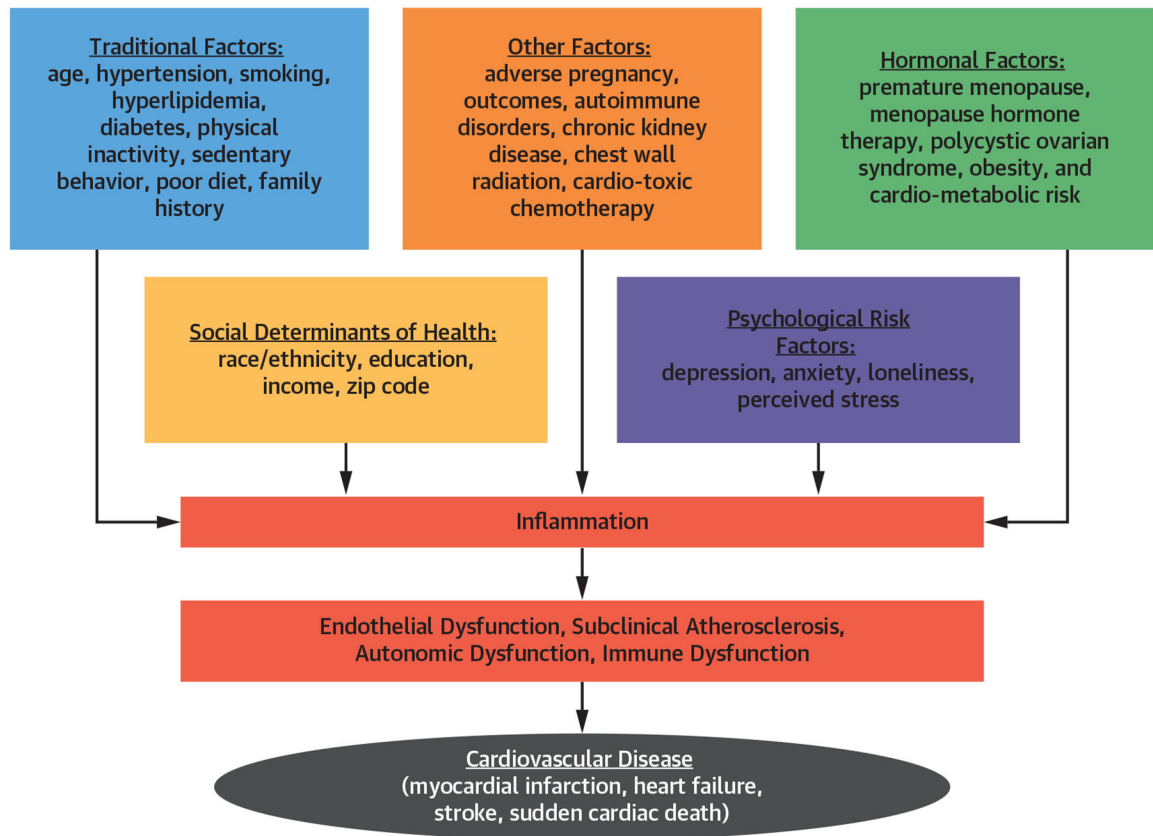 Traditional Factors:
age, hypertension, smoking,
hyperlipidemia,
diabetes, physical
inactivity, sedentary
behavior, poor diet, family
history
Other Factors:
adverse pregnancy,
outcomes, autoimmune
disorders, chronic kidney
disease, chest wall
radiation, cardio-toxic
chemotherapy
Hormonal Factors:
premature menopause,
menopause hormone
therapy, polycystic ovarian
syndrome, obesity, and
cardio-metabolic risk
Social Determinants of Health:
race/ethnicity, education,
income, zip code
Psychological Risk
Factors:
depression, anxiety, loneliness,
perceived stress
Inflammation
Endothelial Dysfunction, Subclinical Atherosclerosis,
Autonomic Dysfunction, Immune Dysfunction
Cardiovascular Disease
(myocardial infarction, heart failure,
stroke, sudden cardiac death)